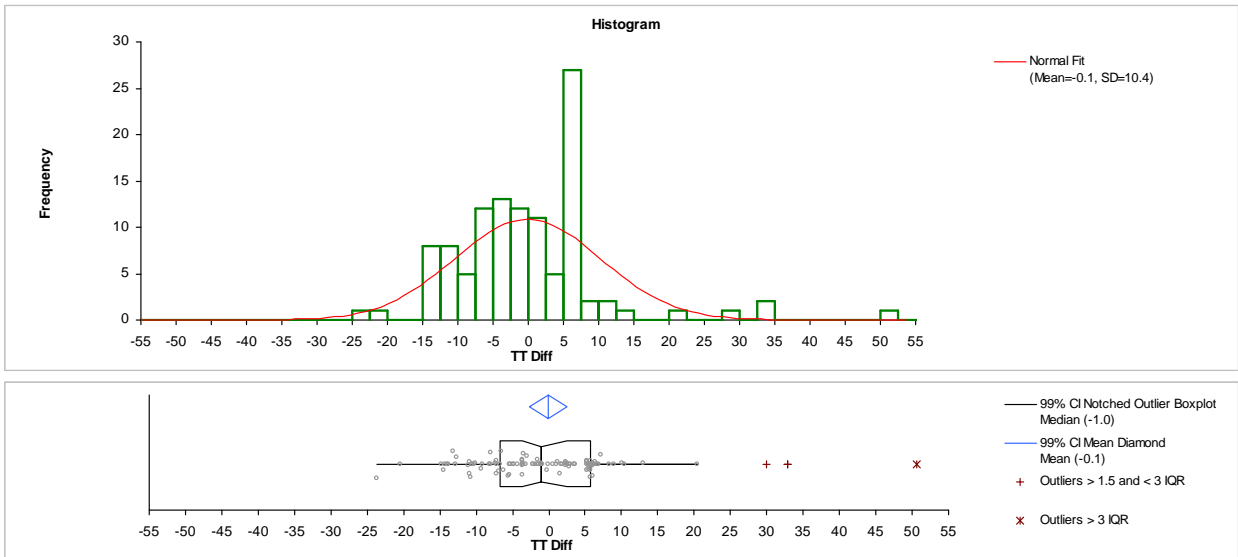 Histogram
30
25
20
15
10
5
0
Frequency
-55 -50 -45 -40 -35 -30 -25 -20 -15 -10 -5 0 5 10 15 20 25 30 35 40 45 50 55
TT Diff
Normal Fit
(Mean=-0.1, SD=10.4)
-55 -45 -35 -25 -15 -5 5 15 25 35 45 55
-50 -40 -30 -20 -10 0 10 20 30 40 50
TT Diff
99% CI Notched Outlier Boxplot
Median (-1.0)
99% CI Mean Diamond
Mean (-0.1)
Outliers > 1.5 and < 3 IQR
Outliers > 3 IQR